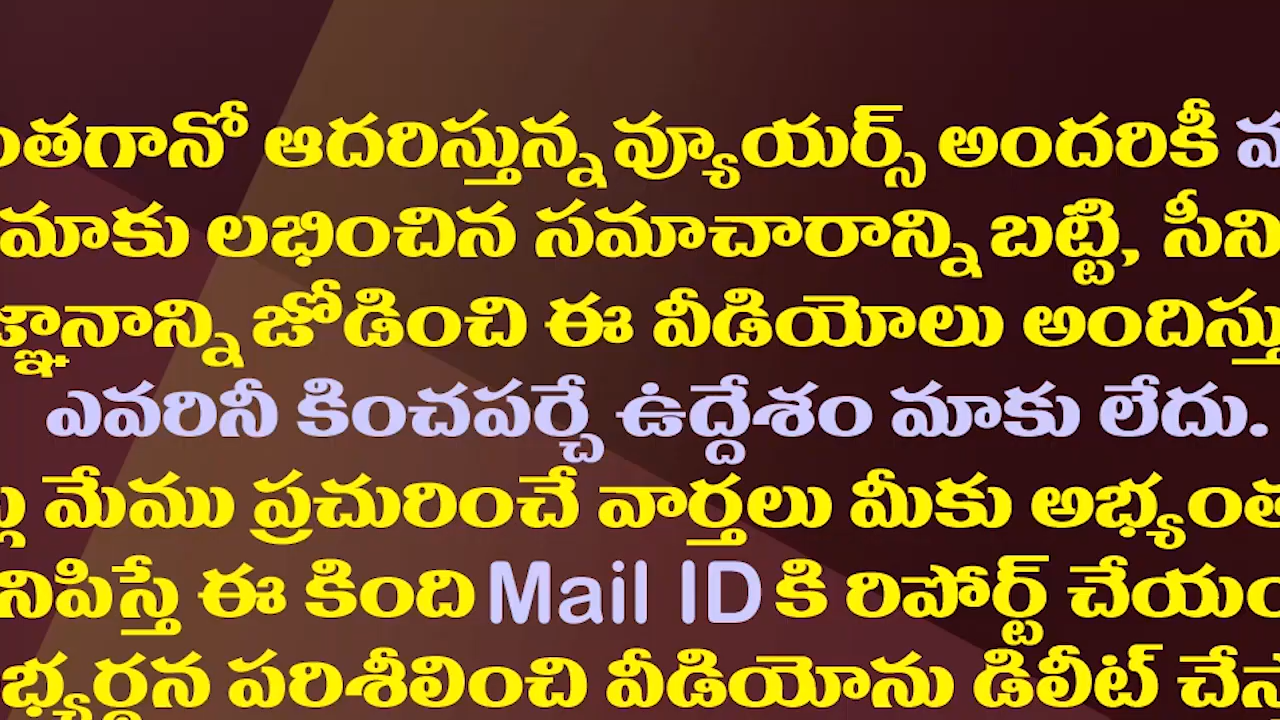 ంతగానో ఆదరిస్తున్న వ్యూయర్స్ అందరికీ
మాకు లభించిన సమాచారాన్ని బట్టి, సీని
జ్ఞానాన్ని జోడించి ఈ వీడియోలు అందిస్తు
ఎవరినీ కించపర్చే ఉద్దేశం మాకు లేదు.
మేము ప్రచురించే వార్తలు మీకు అభ్యంత
నిపిస్తే ఈ కింది Mail ID కి రిపోర్ట్ చేయం
భ్యర్థన పరిశీలించి వీడియోను డిలీట్ చేస